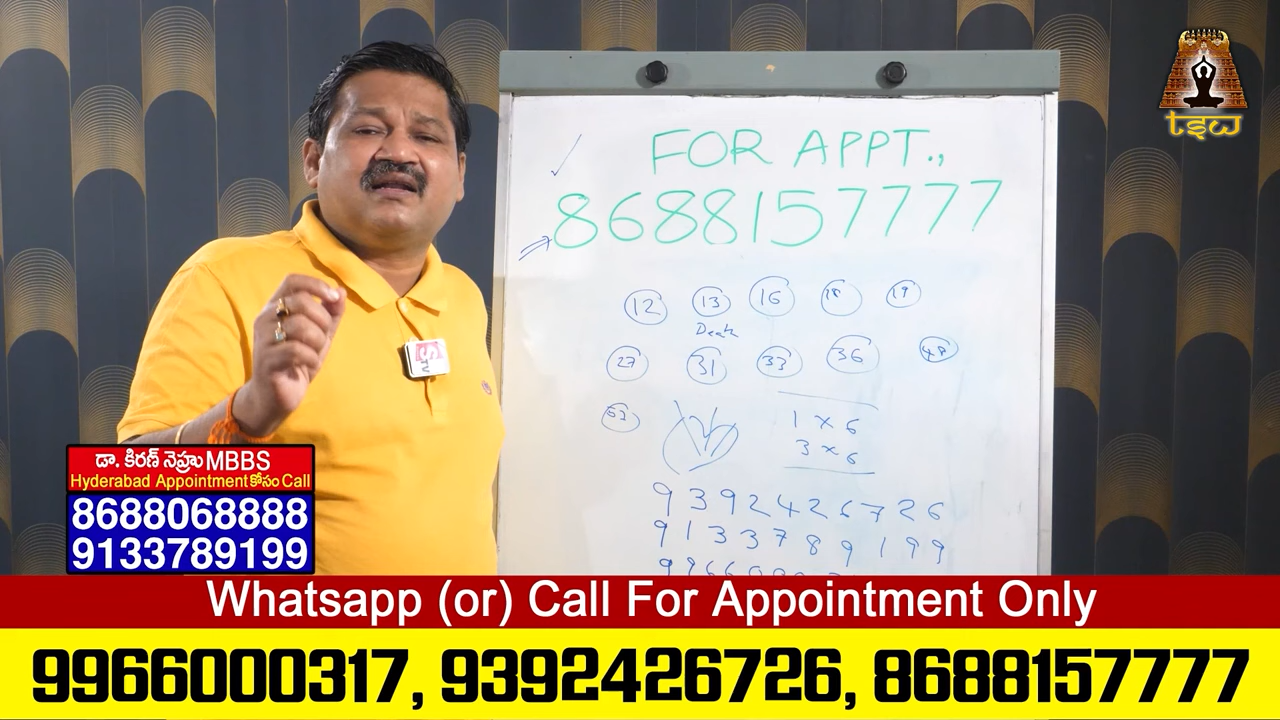 FOR APPT.,
8688157777
12 13 16 18 19
Death
27 31 33 36 48
53
1 x 6
3 x 6
9392426726
9133789199
tsw
డా. కిరణ్ నెహ్రు MBBS
Hyderabad Appointment కోసం Call
8688068888
9133789199
Whatsapp (or) Call For Appointment Only
9966000317, 9392426726, 8688157777